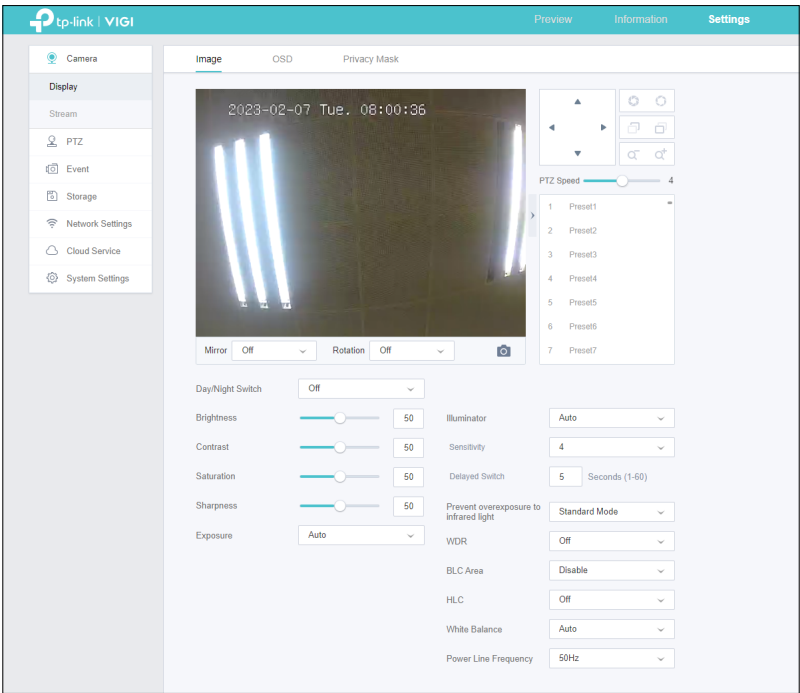 tp-link | VIGI
Preview Information Settings
Camera
Display
Stream
PTZ
Event
Storage
Network Settings
Cloud Service
System Settings
Image OSD Privacy Mask
2023-02-07 Tue. 08:00:36
Mirror Off Rotation Off
PTZ Speed 4
1 Preset1
2 Preset2
3 Preset3
4 Preset4
5 Preset5
6 Preset6
7 Preset7
Day/Night Switch Off
Brightness 50
Contrast 50
Saturation 50
Sharpness 50
Exposure Auto
Illuminator Auto
Sensitivity 4
Delayed Switch 5 Seconds (1-60)
Prevent overexposure to
infrared light Standard Mode
WDR Off
BLC Area Disable
HLC Off
White Balance Auto
Power Line Frequency 50Hz